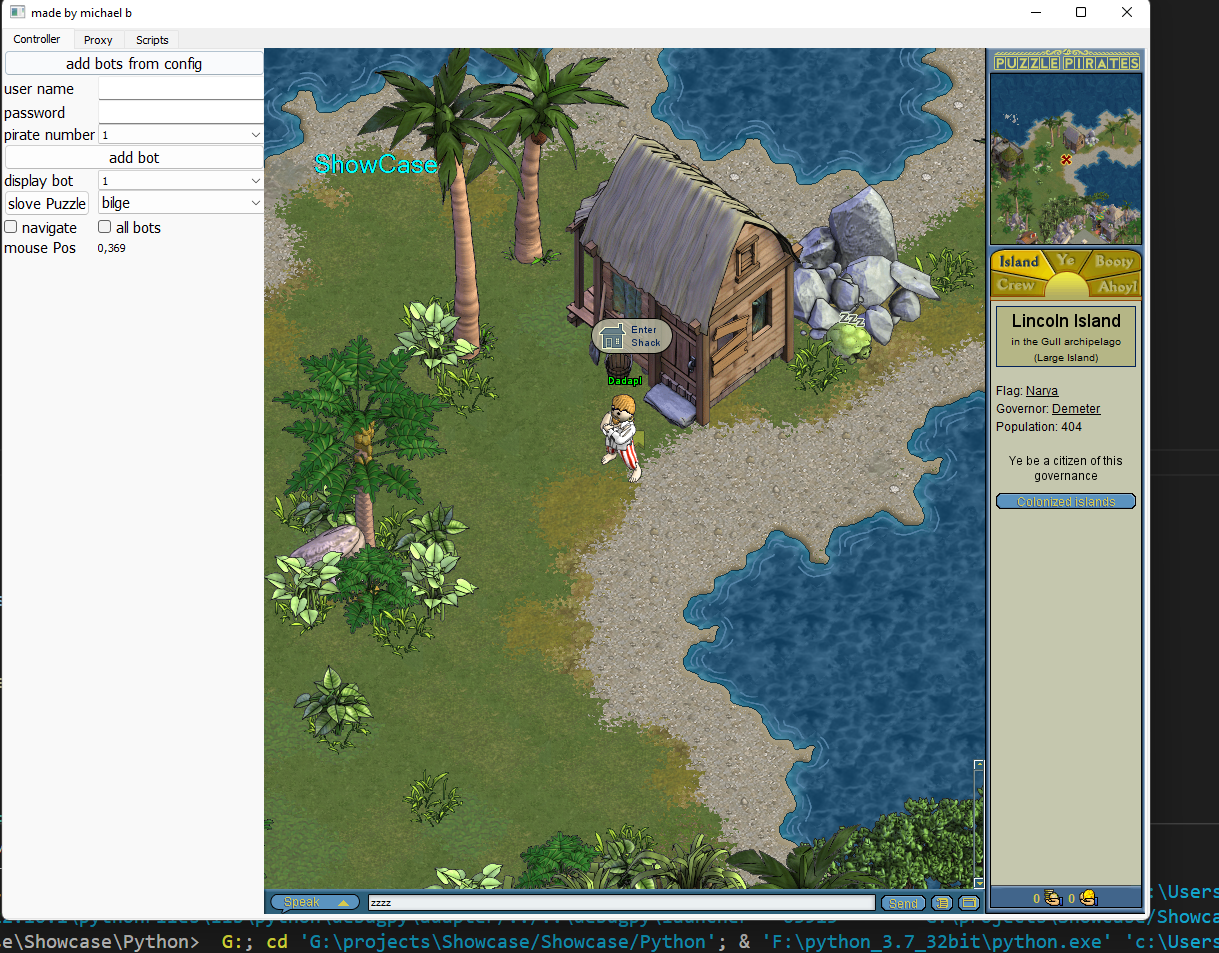 made by michael b
Controller
Proxy
Scripts
add bots from config
user name
password
pirate number 1
add bot
display bot 1
slove Puzzle bilge
navigate all bots
mouse Pos 0,369
ShowCase
Enter
Shack
zzz
Dadapl
PUZZLE PIRATES
Island Ye Booty
Crew Ahoy!
Lincoln Island
in the Gull archipelago
(Large Island)
Flag: Narya
Governor: Demeter
Population: 404
Ye be a citizen of this
governance
Colonized islands
0 0
Speak zzzz Send
:\Users
/Showca
se\Showcase\Python> G:; cd 'G:\projects\Showcase/Showcase/Python'; & 'F:\python_3.7_32bit\python.exe' 'c:\Users